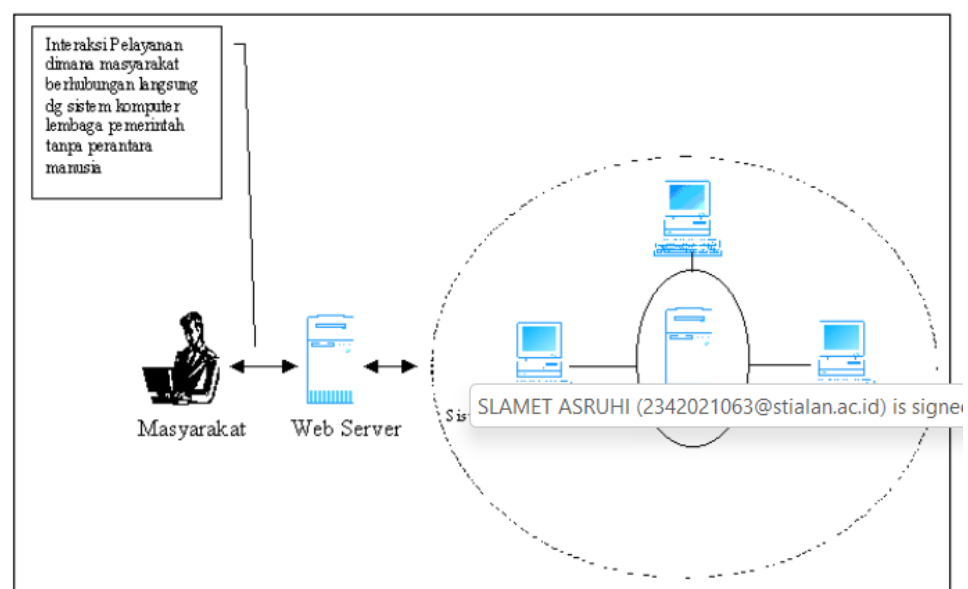 Interaksi Pelayanan
dimana masyarakat
berhubungan langsung
dg sistem komputer
lembaga pemerintah
tanpa perantara
manusia
Masyarakat
Web Server
SLAMET ASRUHI (2342021063@stialan.ac.id) is signe